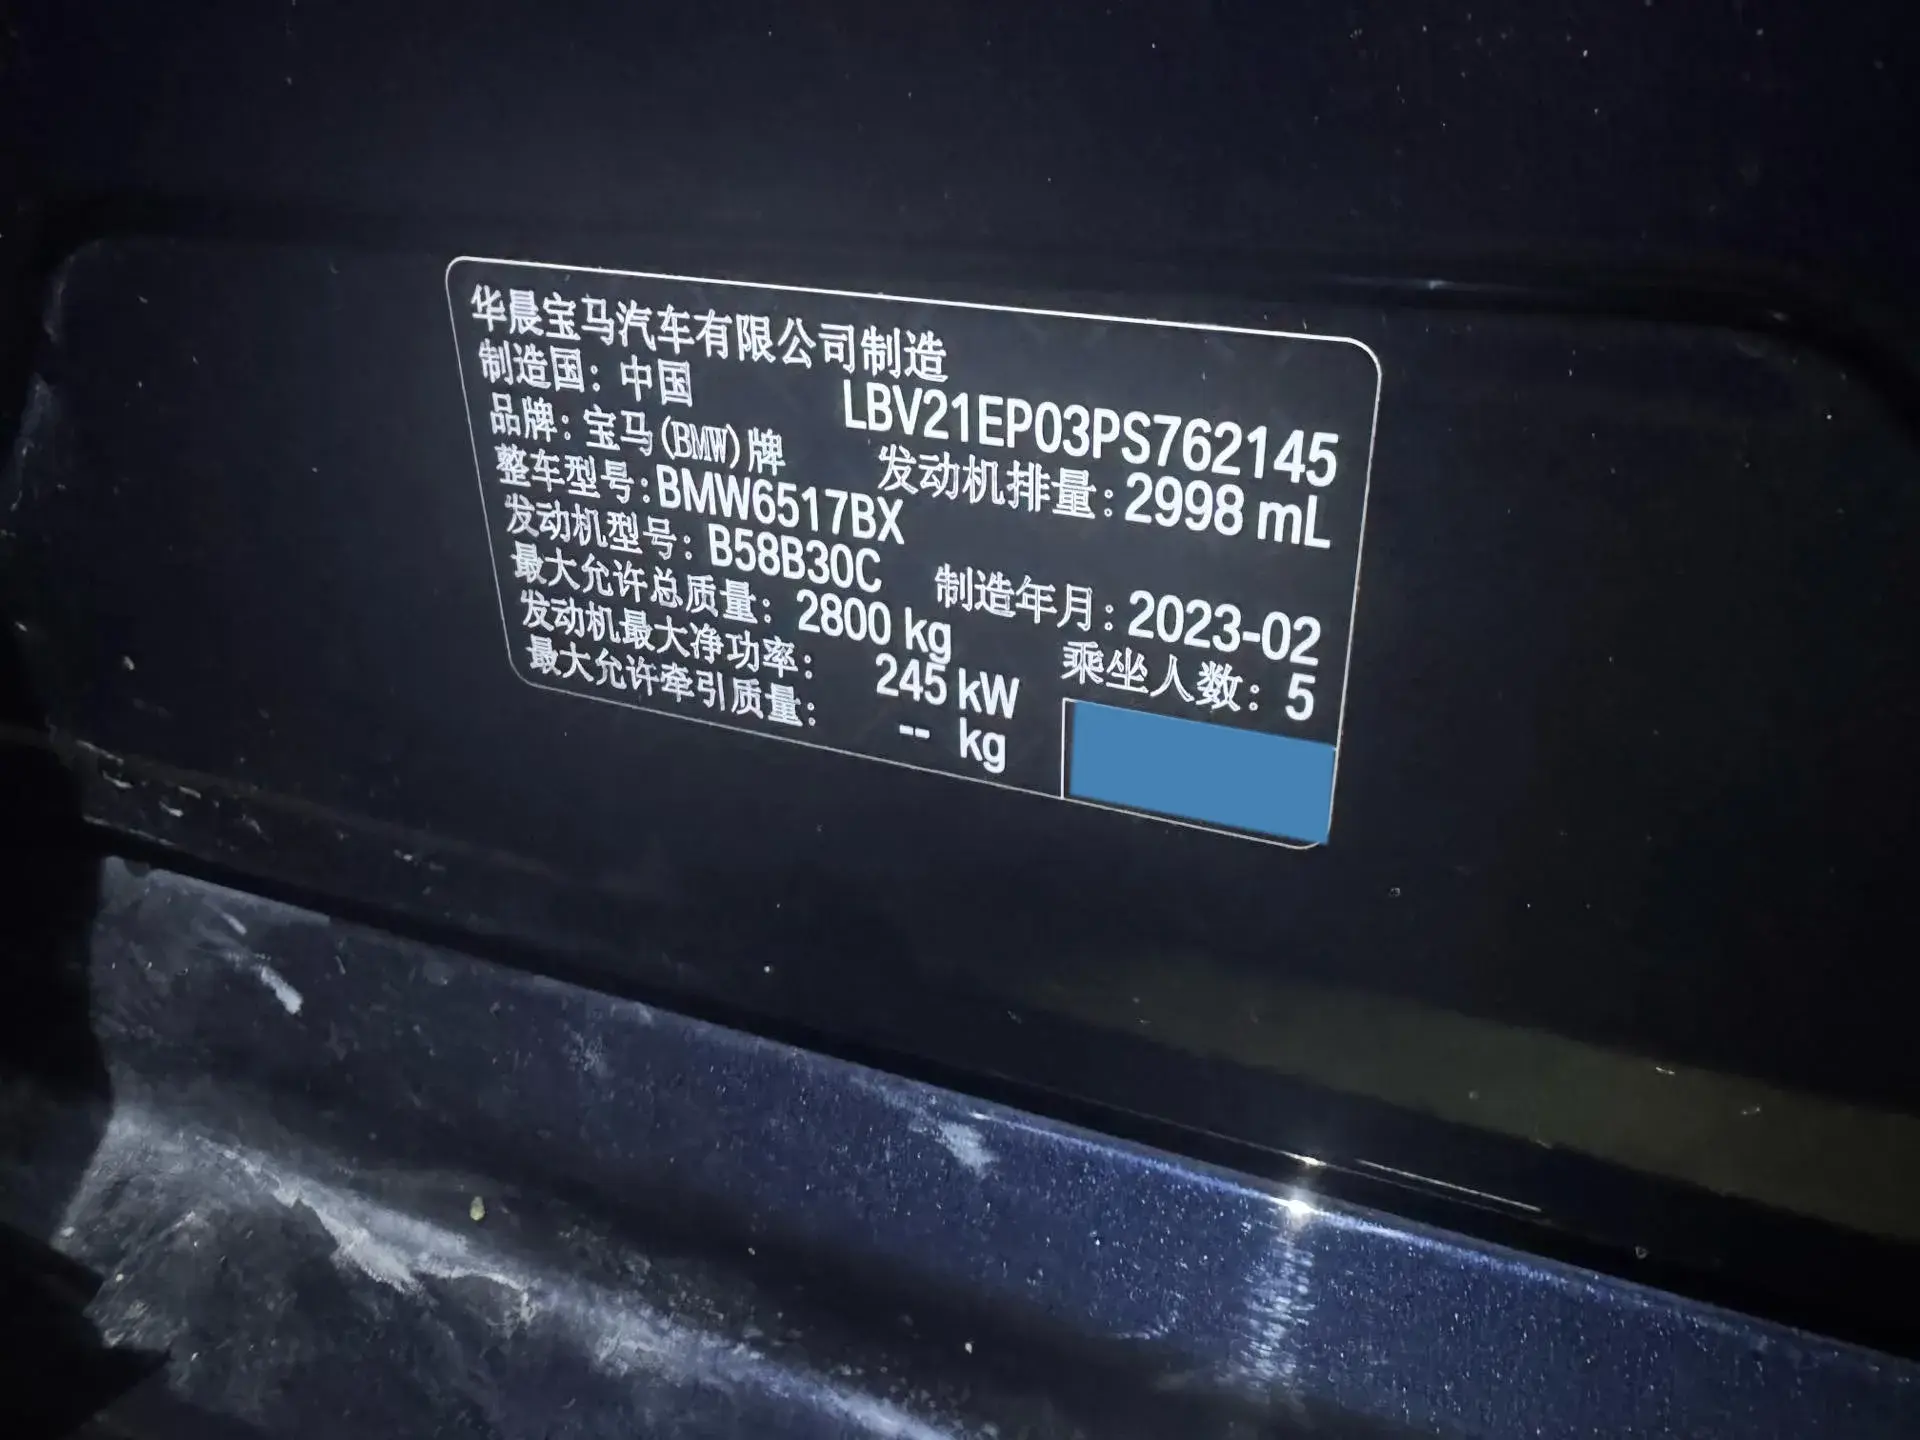 华晨宝马汽车有限公司制造
制造国：中国
LBV21EP03PS762145
品牌：宝马(BMW)牌
发动机排量：2998 mL
整车型号：BMW6517BX
发动机型号：B58B30C
制造年月：2023-02
最大允许总质量：2800 kg
乘坐人数：5
发动机最大净功率：245 kW
最大允许牵引质量：-- kg